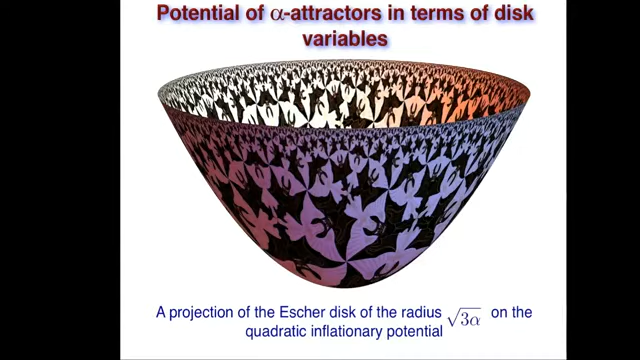 Potential of α-attractors in terms of disk
variables
A projection of the Escher disk of the radius √3α on the
quadratic inflationary potential